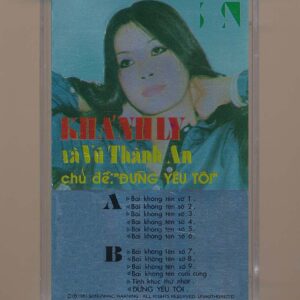 S N
KHÁNH LY
và Vũ Thành An
chủ đề: "ĐỪNG YÊU TÔI"
A
Bài không tên số 1.
Bài không tên số 2.
Bài không tên số 3.
Bài không tên số 4.
Bài không tên số 5.
Bài không tên số 6.
B
Bài không tên số 7.
Bài không tên số 8.
Bài không tên số 9.
Bài không tên cuối cùng.
Tình khúc thứ nhất.
ĐỪNG YÊU TÔI.
ALL RIGHTS RESERVED